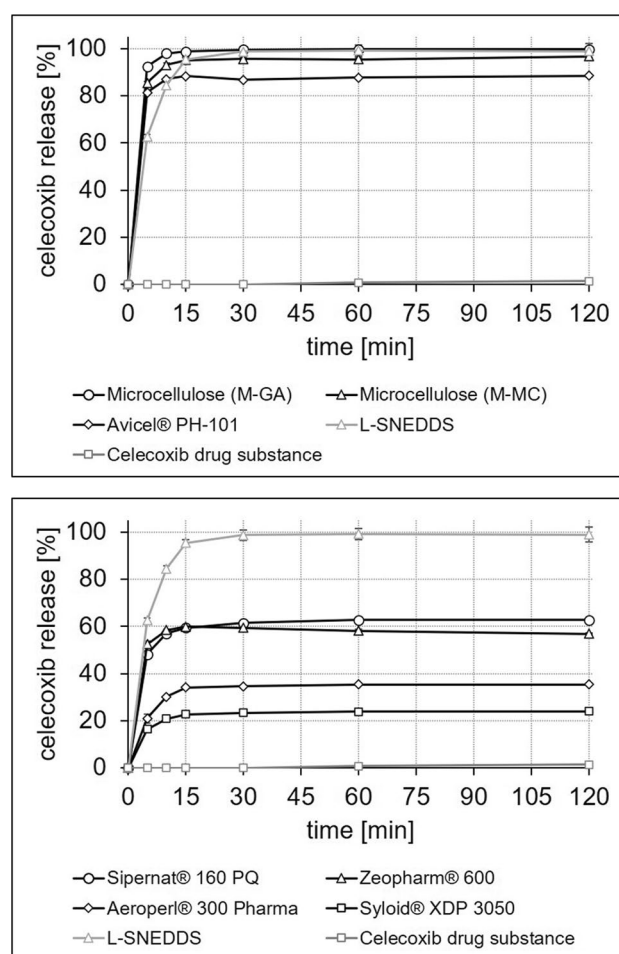 100
80
60
40
20
0
celecoxib release [%]
0 15 30 45 60 75 90 105 120
time [min]
Microcellulose (M-GA) Microcellulose (M-MC)
Avicel® PH-101 L-SNEDDS
Celecoxib drug substance
100
80
60
40
20
0
celecoxib release [%]
0 15 30 45 60 75 90 105 120
time [min]
Sipernat® 160 PQ Zeopharm® 600
Aeroperl® 300 Pharma Syloid® XDP 3050
L-SNEDDS Celecoxib drug substance